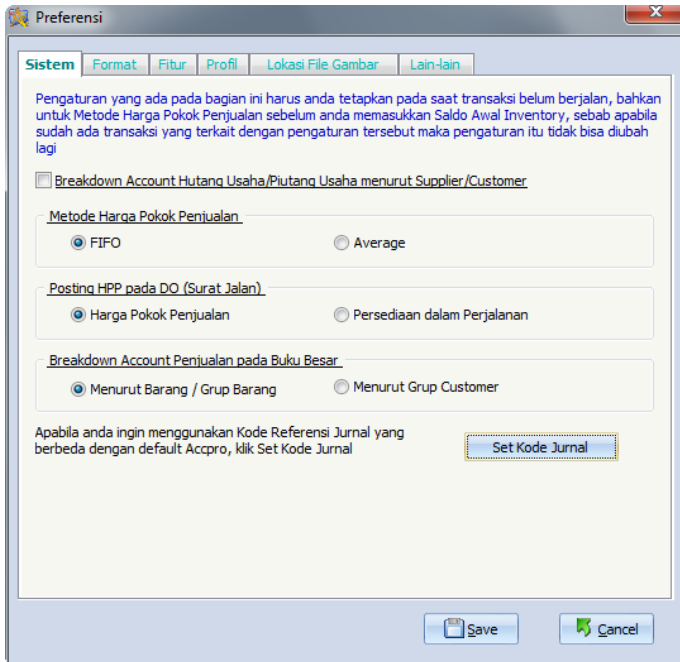 Preferensi
Sistem Format Fitur Profil Lokasi File Gambar Lain-lain
Pengaturan yang ada pada bagian ini harus anda tetapkan pada saat transaksi belum berjalan, bahkan
untuk Metode Harga Pokok Penjualan sebelum anda memasukkan Saldo Awal Inventory, sebab apabila
sudah ada transaksi yang terkait dengan pengaturan tersebut maka pengaturan itu tidak bisa diubah
lagi
Breakdown Account Hutang Usaha/Piutang Usaha menurut Supplier/Customer
Metode Harga Pokok Penjualan
FIFO Average
Posting HPP pada DO (Surat Jalan)
Harga Pokok Penjualan Persediaan dalam Perjalanan
Breakdown Account Penjualan pada Buku Besar
Menurut Barang / Grup Barang Menurut Grup Customer
Apabila anda ingin menggunakan Kode Referensi Jurnal yang
berbeda dengan default Accpro, klik Set Kode Jurnal
Set Kode Jurnal
Save Cancel